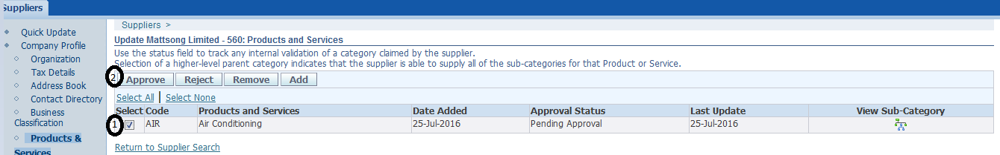 Suppliers
Quick Update
Company Profile
Organization
Tax Details
Address Book
Contact Directory
Business
Classification
Products &
Services
Suppliers >
Update Mattsong Limited - 560: Products and Services
Use the status field to track any internal validation of a category claimed by the supplier.
Selection of a higher-level parent category indicates that the supplier is able to supply all of the sub-categories for that Product or Service.
2 Approve Reject Remove Add
Select All | Select None
Select Code Products and Services Date Added Approval Status Last Update View Sub-Category
1 AIR Air Conditioning 25-Jul-2016 Pending Approval 25-Jul-2016
Return to Supplier Search